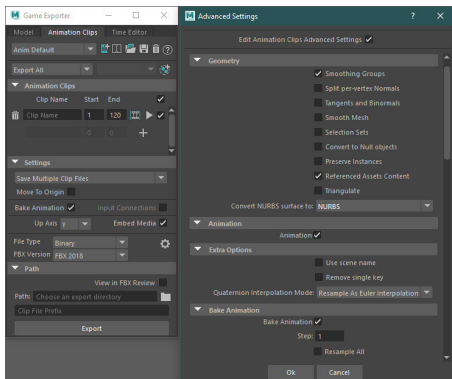 Game Exporter
Model Animation Clips Time Editor
Anim Default
Export All
Animation Clips
Clip Name Start End
Clip Name 1 120
0 0
Settings
Save Multiple Clip Files
Move To Origin
Bake Animation Input Connections
Up Axis y Embed Media
File Type Binary
FBX Version FBX 2018
Path
View in FBX Review
Path: Choose an export directory
Clip File Prefix
Export
Advanced Settings
Edit Animation Clips Advanced Settings
Geometry
Smoothing Groups
Split per-vertex Normals
Tangents and Binormals
Smooth Mesh
Selection Sets
Convert to Null objects
Preserve Instances
Referenced Assets Content
Triangulate
Convert NURBS surface to: NURBS
Animation
Animation
Extra Options
Use scene name
Remove single key
Quaternion Interpolation Mode: Resample As Euler Interpolation
Bake Animation
Bake Animation
Step: 1
Resample All
Ok Cancel